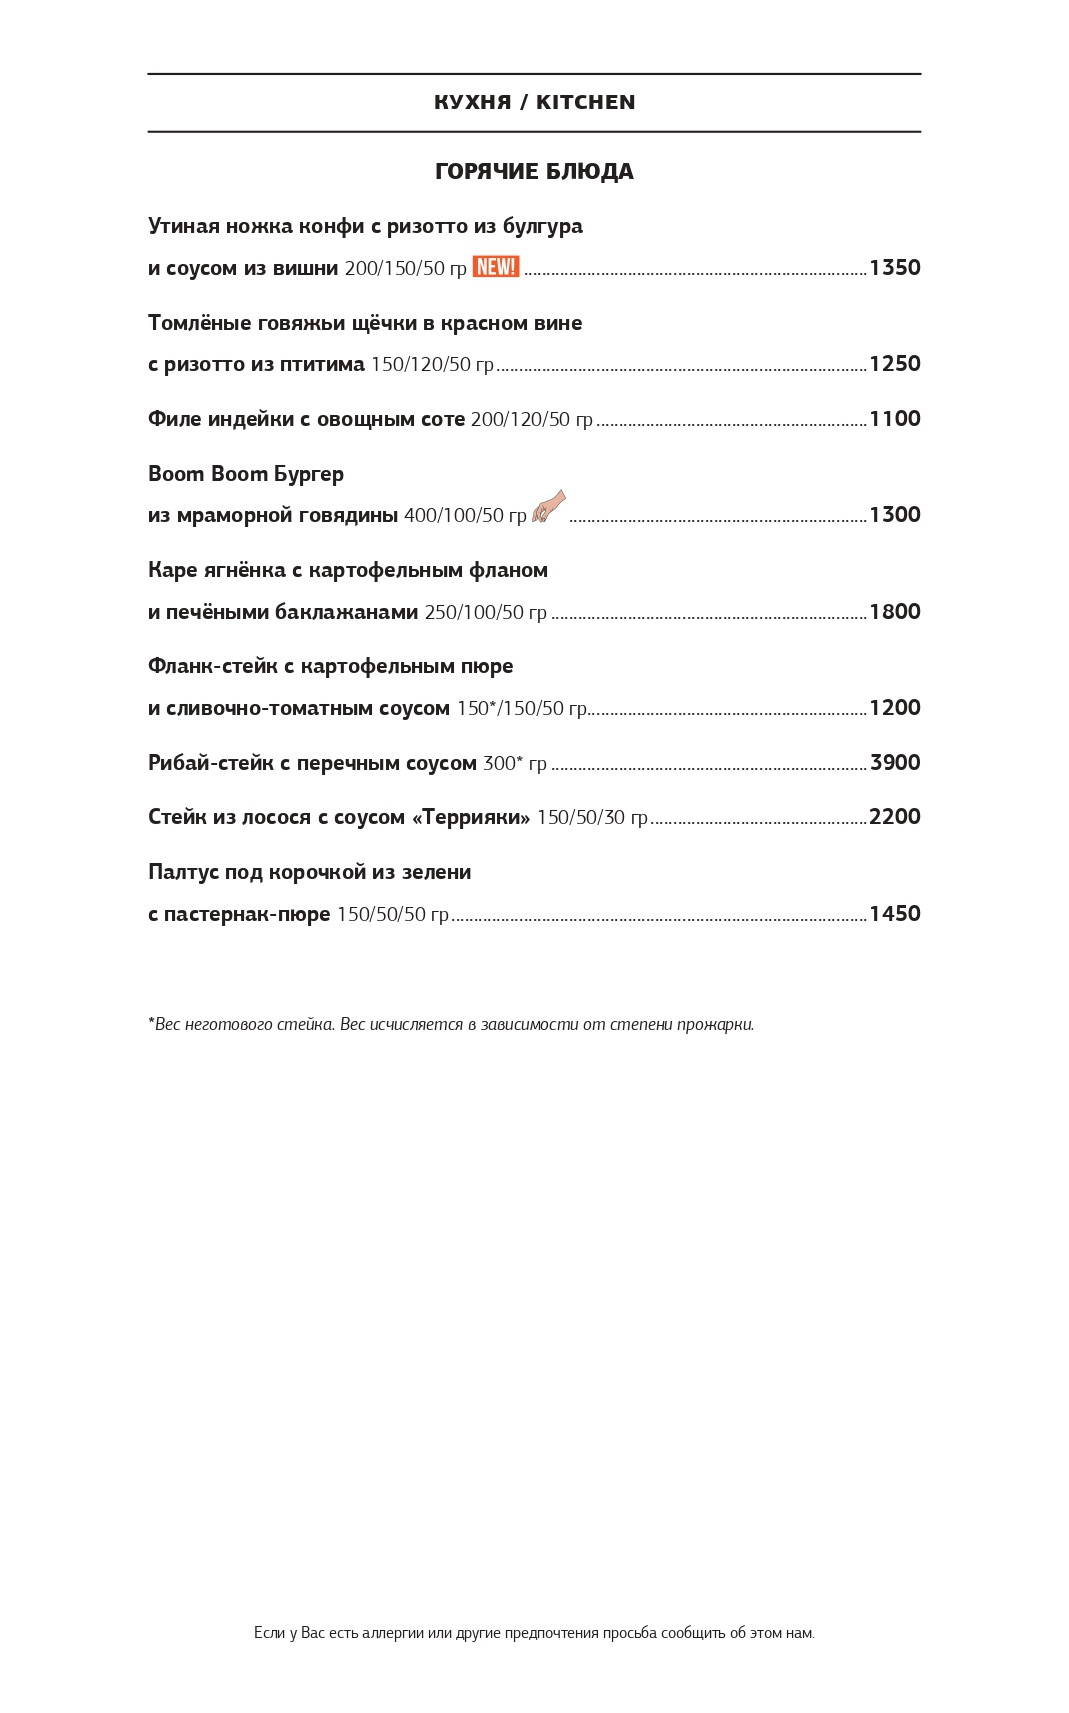 КУХНЯ / KITCHEN
ГОРЯЧИЕ БЛЮДА
Утиная ножка конфи с ризотто из булгура
и соусом из вишни 200/150/50 гр NEW! ........................................................................... 1350
Томлёные говяжьи щёчки в красном вине
с ризотто из птитима 150/120/50 гр ................................................................................. 1250
Филе индейки с овощным соте 200/120/50 гр ........................................................... 1100
Boom Boom Бургер
из мраморной говядины 400/100/50 гр ................................................................. 1300
Каре ягнёнка с картофельным фланом
и печёными баклажанами 250/100/50 гр ..................................................................... 1800
Фланк-стейк с картофельным пюре
и сливочно-томатным соусом 150*/150/50 гр ............................................................. 1200
Рибай-стейк с перечным соусом 300* гр ..................................................................... 3900
Стейк из лосося с соусом «Террияки» 150/50/30 гр ................................................ 2200
Палтус под корочкой из зелени
с пастернак-пюре 150/50/50 гр ........................................................................................... 1450
*Вес неготового стейка. Вес исчисляется в зависимости от степени прожарки.
Если у Вас есть аллергии или другие предпочтения просьба сообщить об этом нам.